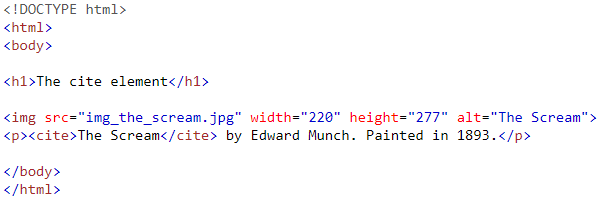 <!DOCTYPE html>
<html>
<body>
<h1>The cite element</h1>
<img src="img_the_scream.jpg" width="220" height="277" alt="The Scream">
<p><cite>The Scream</cite> by Edward Munch. Painted in 1893.</p>
</body>
</html>